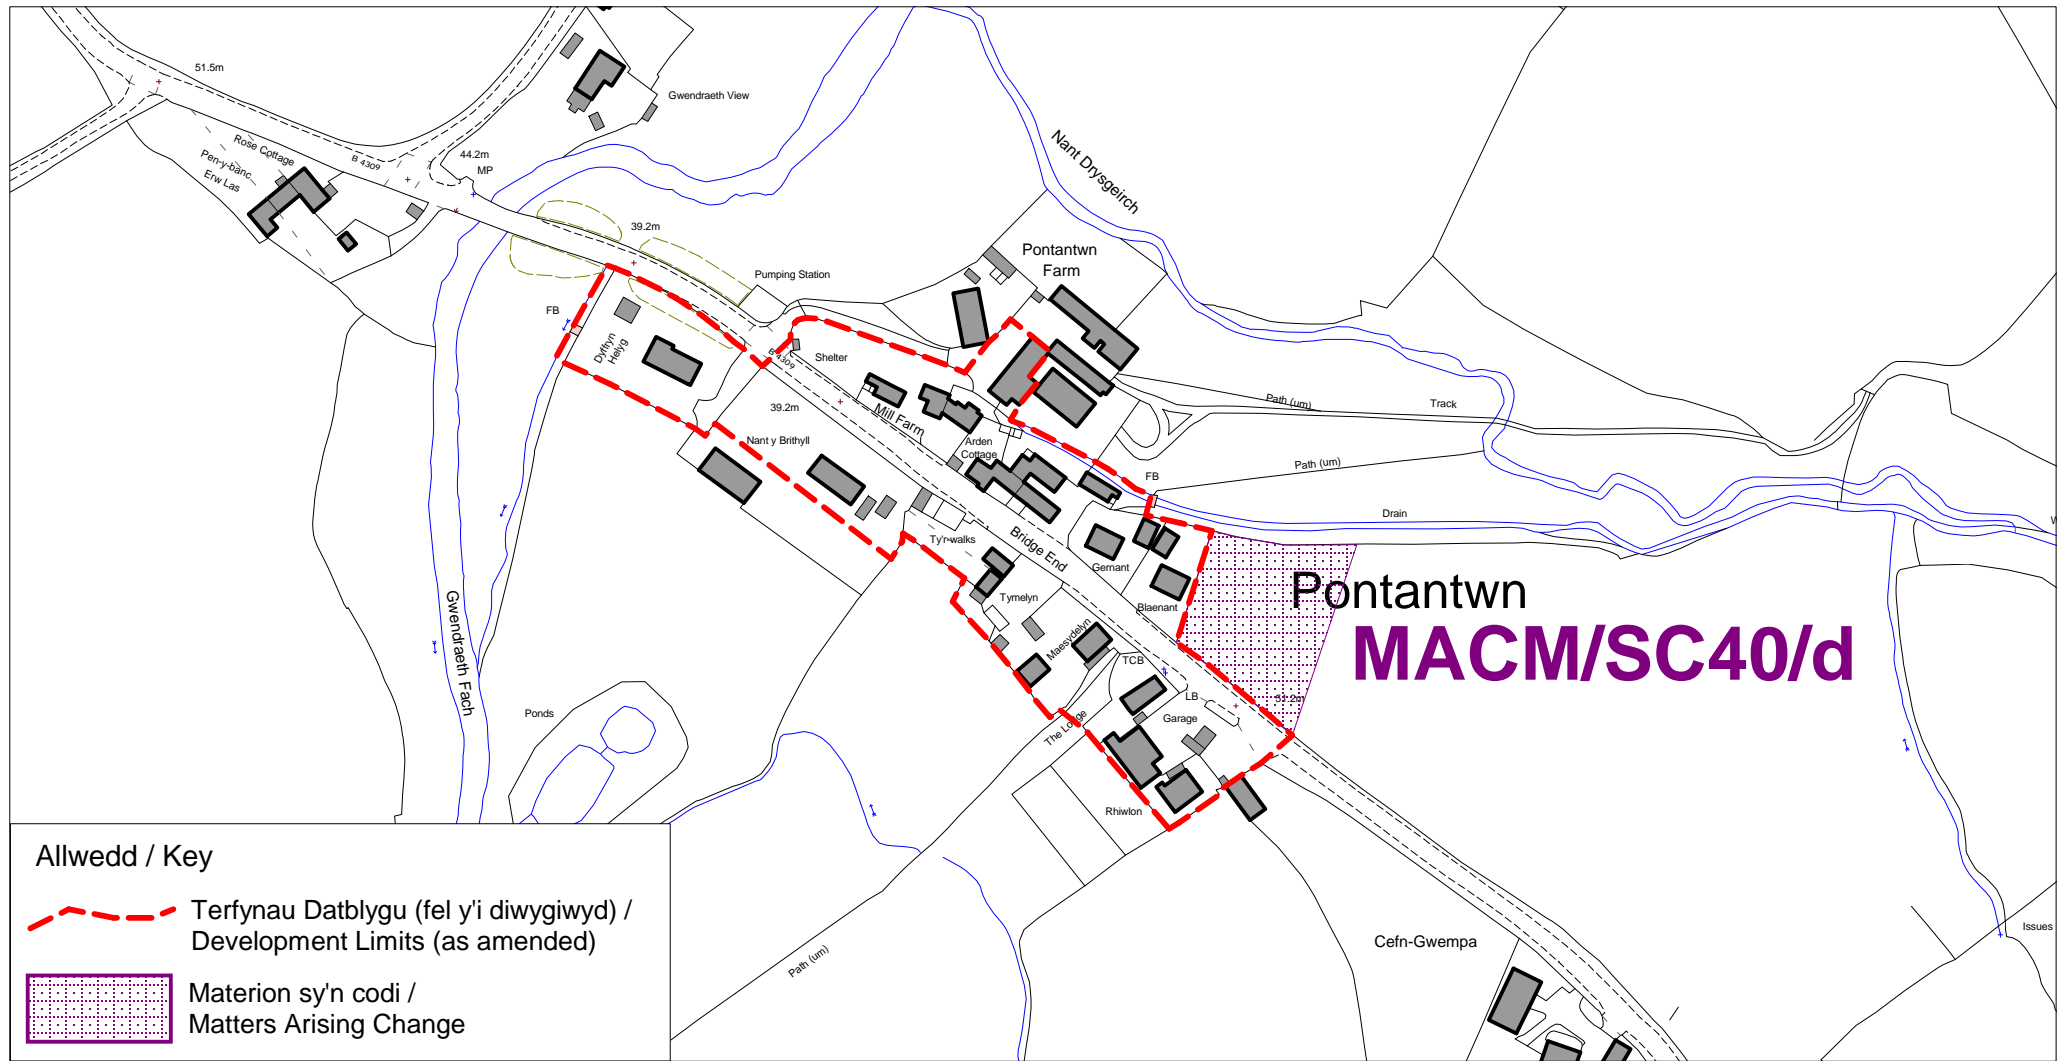 51.5m
Gwendraeth View
Rose Cottage
Pen-y-banc
Erw Las
B 4309
44.2m
MP
Nant Drysgeirch
39.2m
Pontantwn
Farm
Pumping Station
FB
Dyffryn
Helyg
B 4309
Shelter
39.2m
Mill Farm
Nant y Brithyll
Arden
Cottage
Path (um)
Track
Path (um)
FB
Drain
Ty'r-walks
Bridge End
Gernant
Blaenant
Tymelyn
Maesydelyn
TCB
LB
Garage
51.2m
The Lodge
Rhiwlon
Pontantwn
MACM/SC40/d
Gwendraeth Fach
Ponds
Path (um)
Cefn-Gwempa
Issues
Allwedd / Key
Terfynau Datblygu (fel y'i diwygiwyd) /
Development Limits (as amended)
Materion sy'n codi /
Matters Arising Change